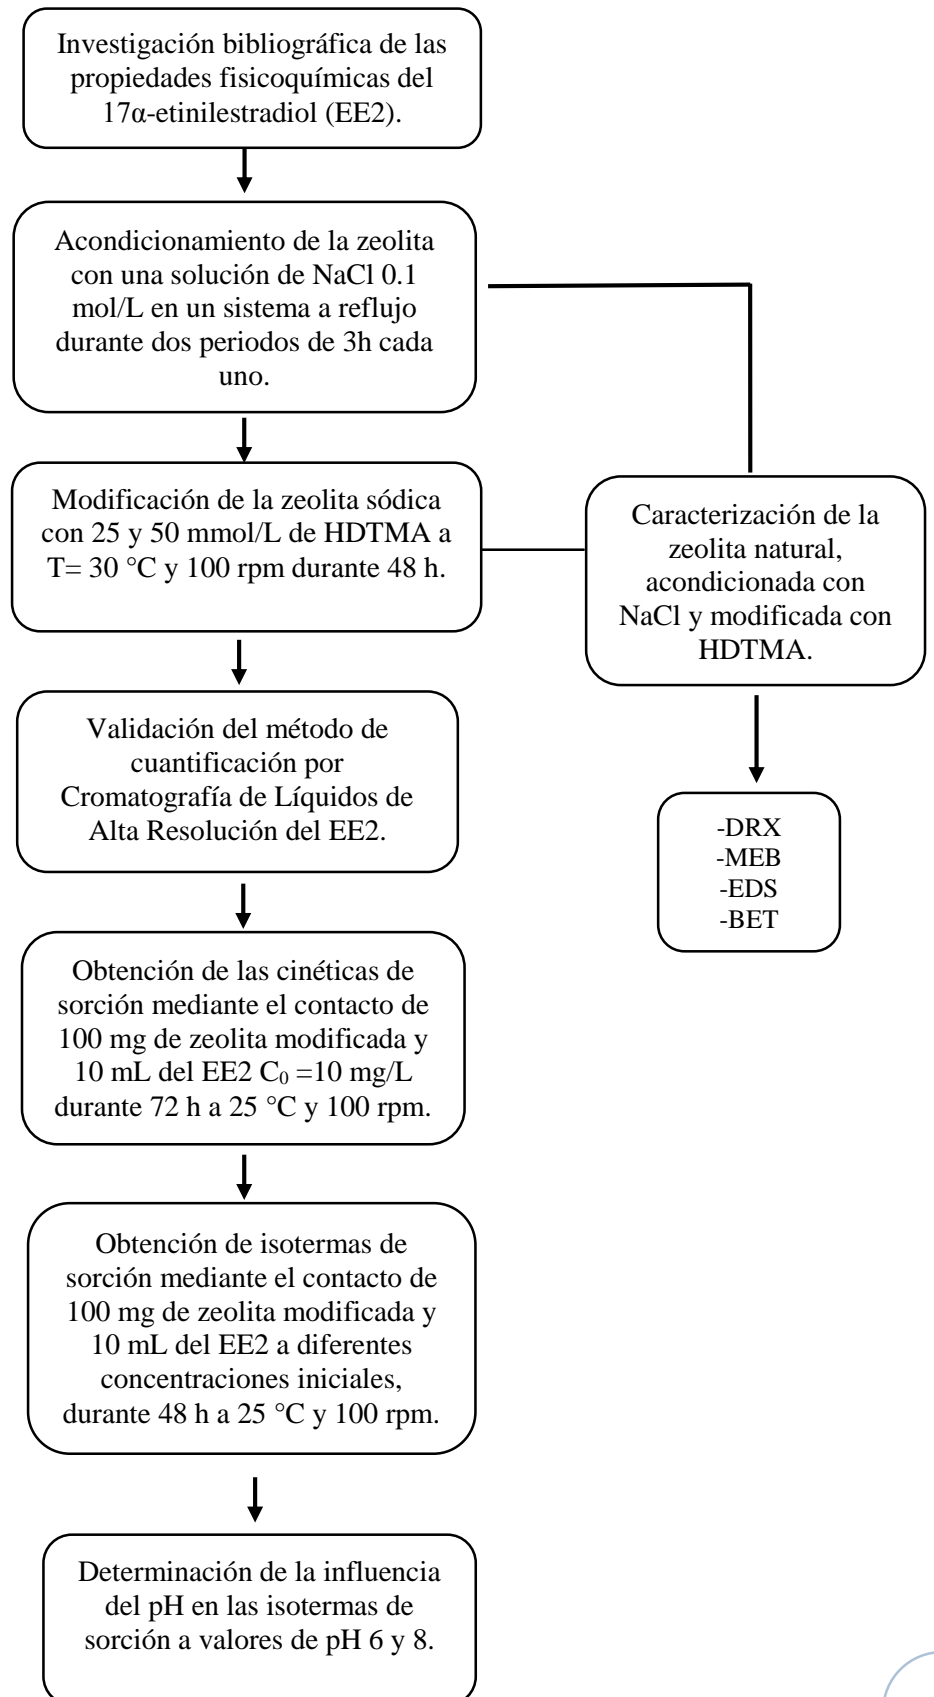 Investigación bibliográfica de las
propiedades fisicoquímicas del
17α-etinilestradiol (EE2).
Acondicionamiento de la zeolita
con una solución de NaCl 0.1
mol/L en un sistema a reflujo
durante dos periodos de 3h cada
uno.
Modificación de la zeolita sódica
con 25 y 50 mmol/L de HDTMA a
T= 30 °C y 100 rpm durante 48 h.
Caracterización de la
zeolita natural,
acondicionada con
NaCl y modificada con
HDTMA.
Validación del método de
cuantificación por
Cromatografía de Líquidos de
Alta Resolución del EE2.
-DRX
-MEB
-EDS
-BET
Obtención de las cinéticas de
sorción mediante el contacto de
100 mg de zeolita modificada y
10 mL del EE2 C₀ =10 mg/L
durante 72 h a 25 °C y 100 rpm.
Obtención de isotermas de
sorción mediante el contacto de
100 mg de zeolita modificada y
10 mL del EE2 a diferentes
concentraciones iniciales,
durante 48 h a 25 °C y 100 rpm.
Determinación de la influencia
del pH en las isotermas de
sorción a valores de pH 6 y 8.